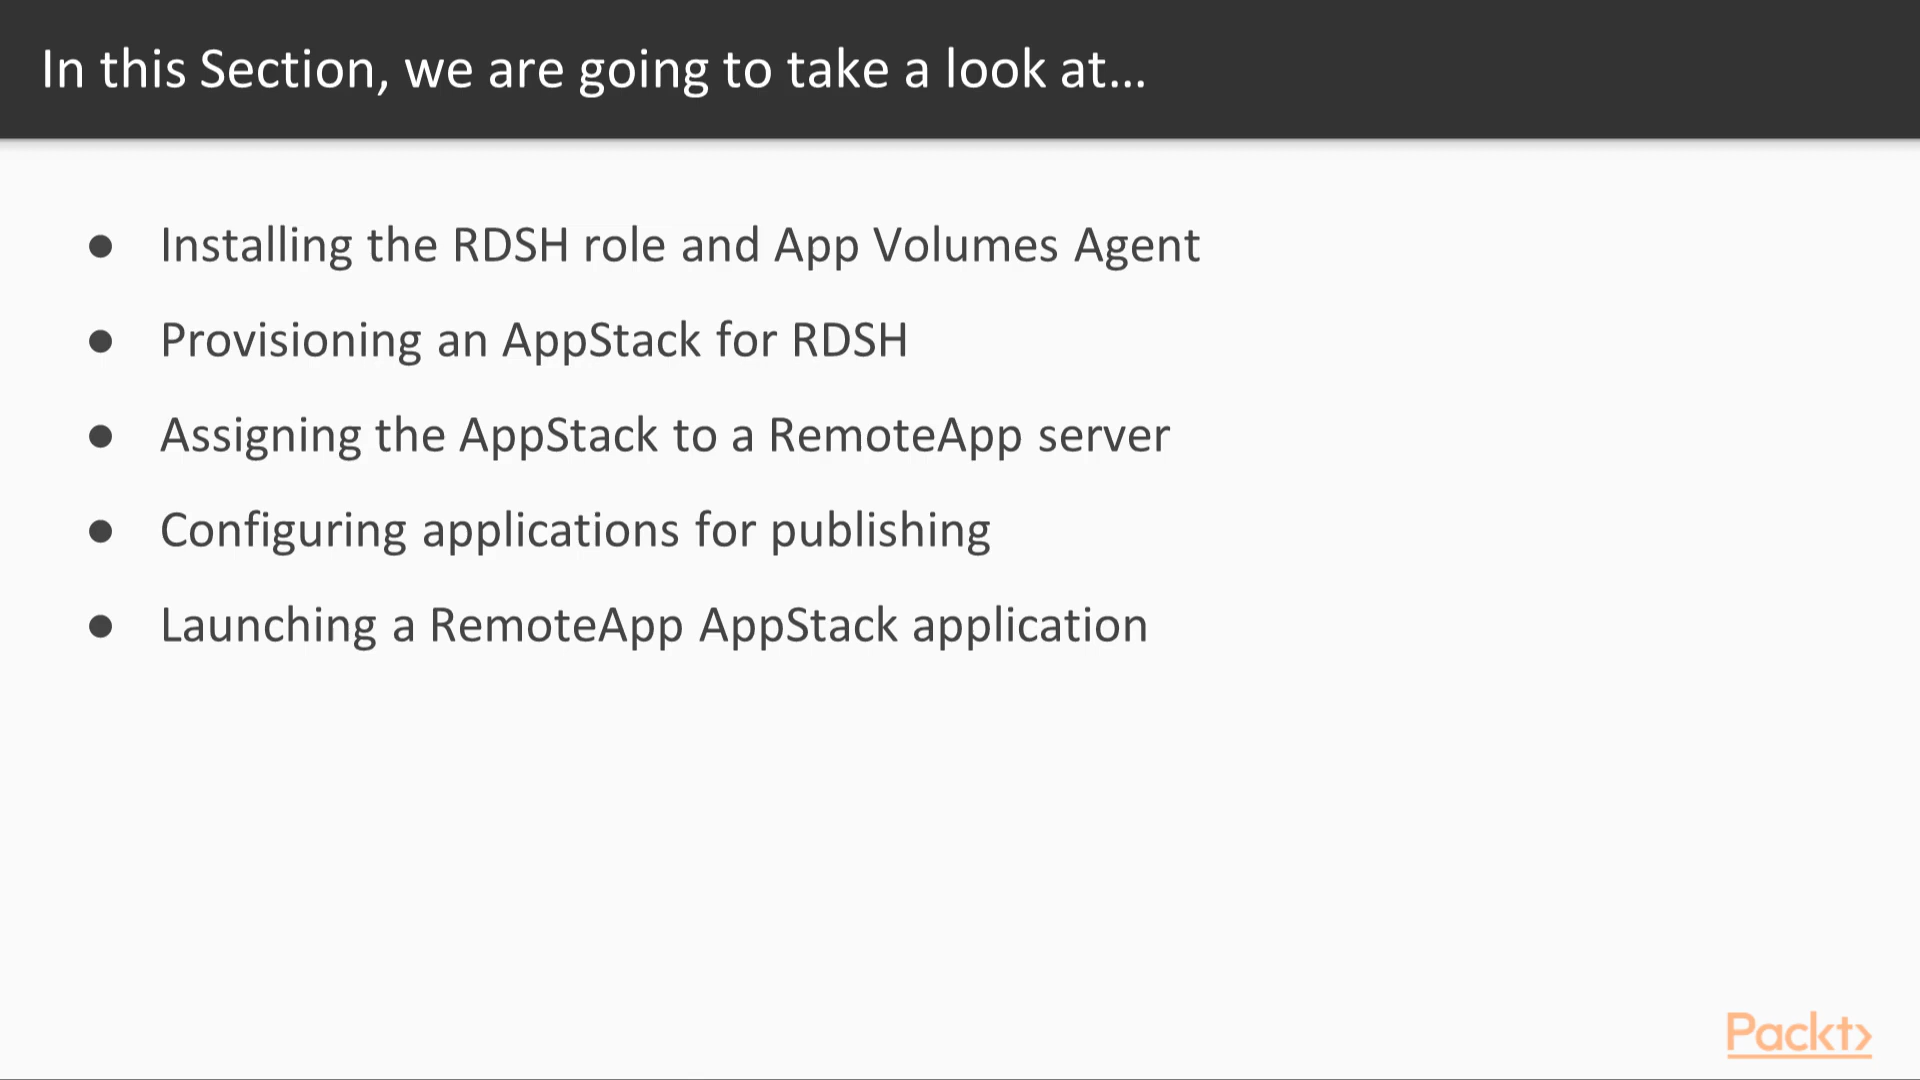 In this Section, we are going to take a look at...
● Installing the RDSH role and App Volumes Agent
● Provisioning an AppStack for RDSH
● Assigning the AppStack to a RemoteApp server
● Configuring applications for publishing
● Launching a RemoteApp AppStack application
Packt>